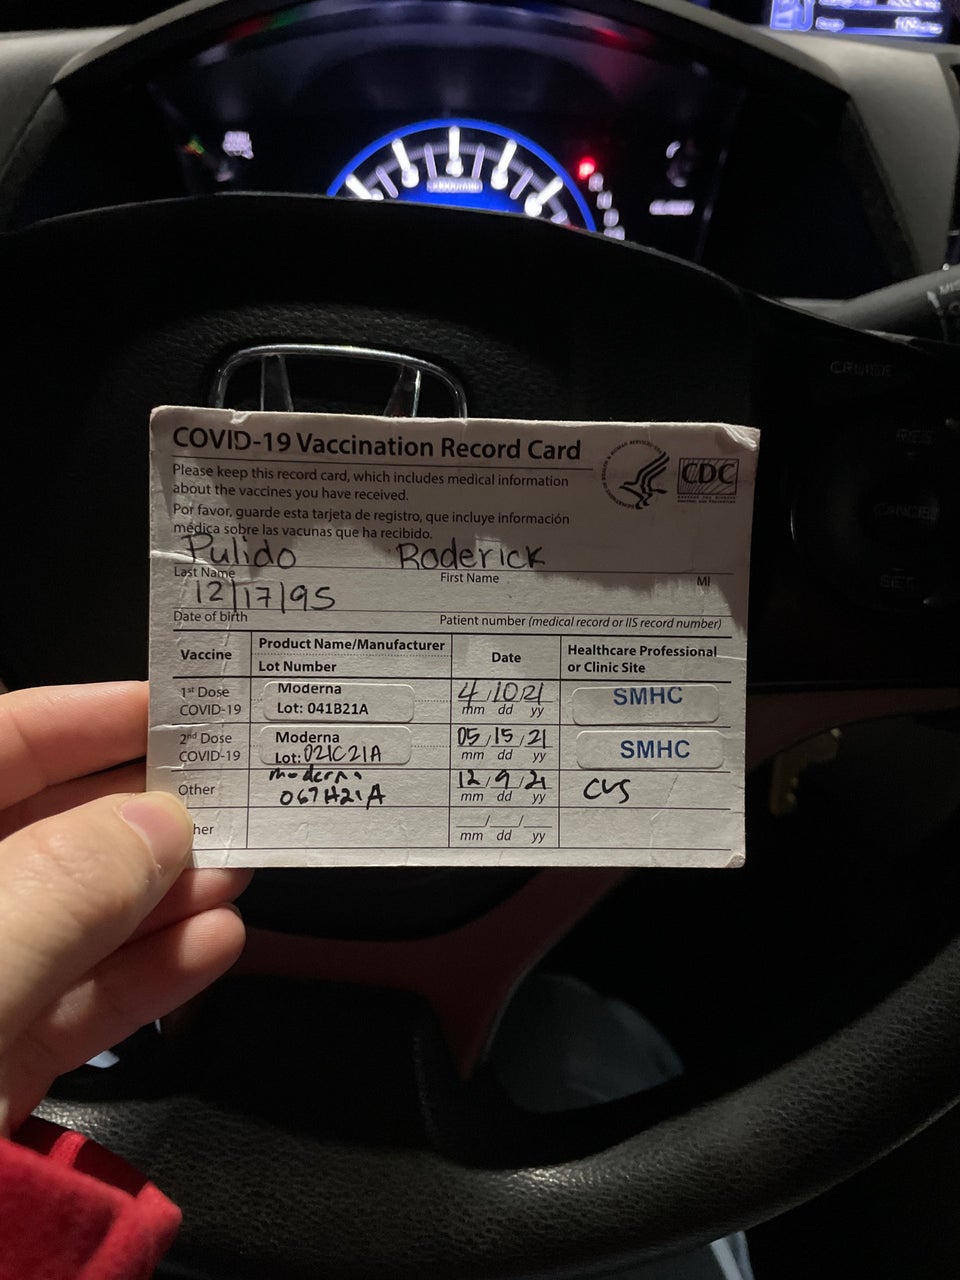 CRUISE
RES
CANCEL
SET
COVID-19 Vaccination Record Card
Please keep this record card, which includes medical information
about the vaccines you have received.
Por favor, guarde esta tarjeta de registro, que incluye información
médica sobre las vacunas que ha recibido.
CDC
Pulido Roderick
Last Name First Name MI
12/17/95
Date of birth Patient number (medical record or IIS record number)
Vaccine
Product Name/Manufacturer
Lot Number
Date
Healthcare Professional
or Clinic Site
1st Dose
COVID-19
Moderna
Lot: 041B21A
4/10/21
mm dd yy
SMHC
2nd Dose
COVID-19
Moderna
Lot: 021C21A
05/15/21
mm dd yy
SMHC
Other
moderna
067H21A
12/9/21
mm dd yy
CVS
her
__/__/__
mm dd yy